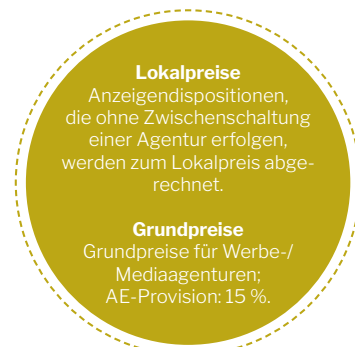 Lokalpreise
Anzeigendispositionen,
die ohne Zwischenschaltung
einer Agentur erfolgen,
werden zum Lokalpreis abge-
rechnet.
Grundpreise
Grundpreise für Werbe-/
Mediaagenturen;
AE-Provision: 15 %.